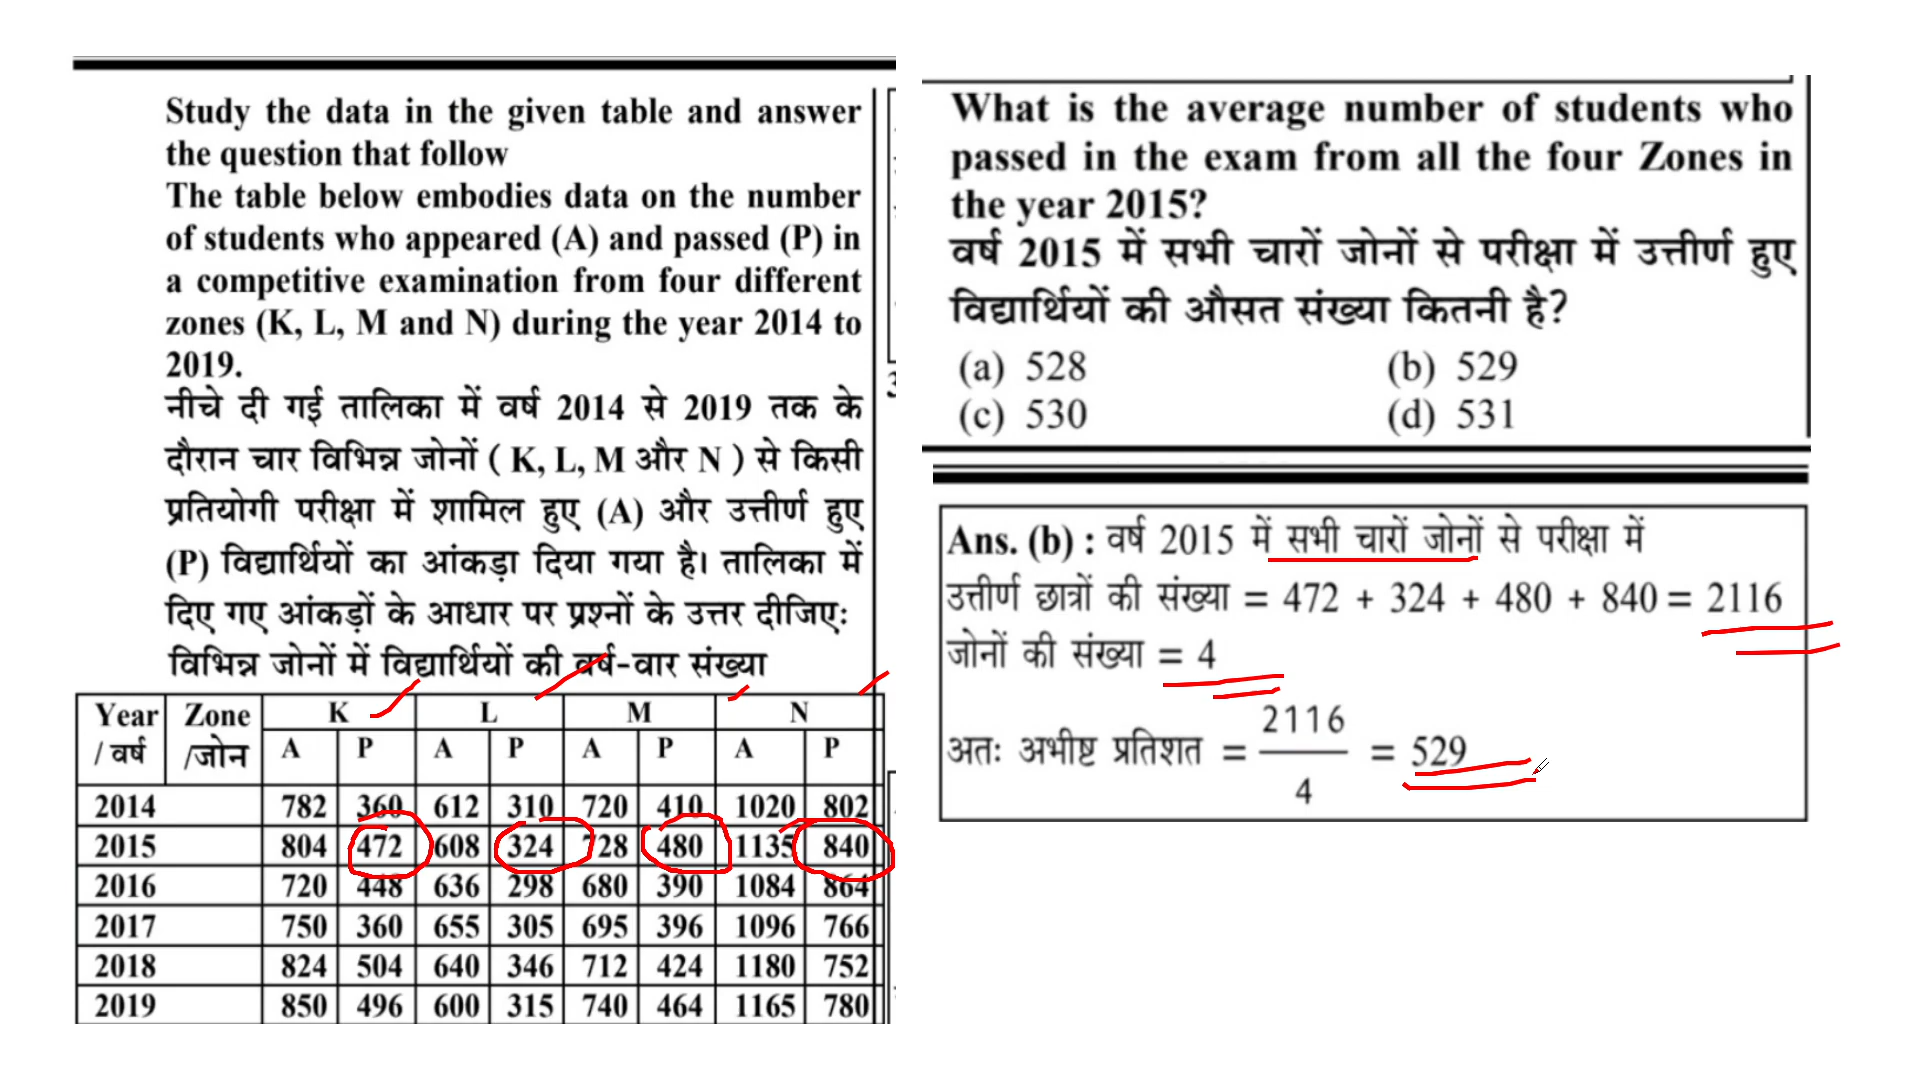 Study the data in the given table and answer
the question that follow
The table below embodies data on the number
of students who appeared (A) and passed (P) in
a competitive examination from four different
zones (K, L, M and N) during the year 2014 to
2019.
नीचे दी गई तालिका में वर्ष 2014 से 2019 तक के
दौरान चार विभिन्न जोनों ( K, L, M और N ) से किसी
प्रतियोगी परीक्षा में शामिल हुए (A) और उत्तीर्ण हुए
(P) विद्यार्थियों का आंकड़ा दिया गया है। तालिका में
दिए गए आंकड़ों के आधार पर प्रश्नों के उत्तर दीजिए:
विभिन्न जोनों में विद्यार्थियों की वर्ष-वार संख्या
Year Zone K L M N
/ वर्ष /जोन A P A P A P A P
2014 782 360 612 310 720 410 1020 802
2015 804 472 608 324 728 480 1135 840
2016 720 448 636 298 680 390 1084 864
2017 750 360 655 305 695 396 1096 766
2018 824 504 640 346 712 424 1180 752
2019 850 496 600 315 740 464 1165 780
What is the average number of students who
passed in the exam from all the four Zones in
the year 2015?
वर्ष 2015 में सभी चारों जोनों से परीक्षा में उत्तीर्ण हुए
विद्यार्थियों की औसत संख्या कितनी है?
(a) 528 (b) 529
(c) 530 (d) 531
Ans. (b) : वर्ष 2015 में सभी चारों जोनों से परीक्षा में
उत्तीर्ण छात्रों की संख्या = 472 + 324 + 480 + 840 = 2116
जोनों की संख्या = 4
अतः अभीष्ट प्रतिशत = 2116 / 4 = 529